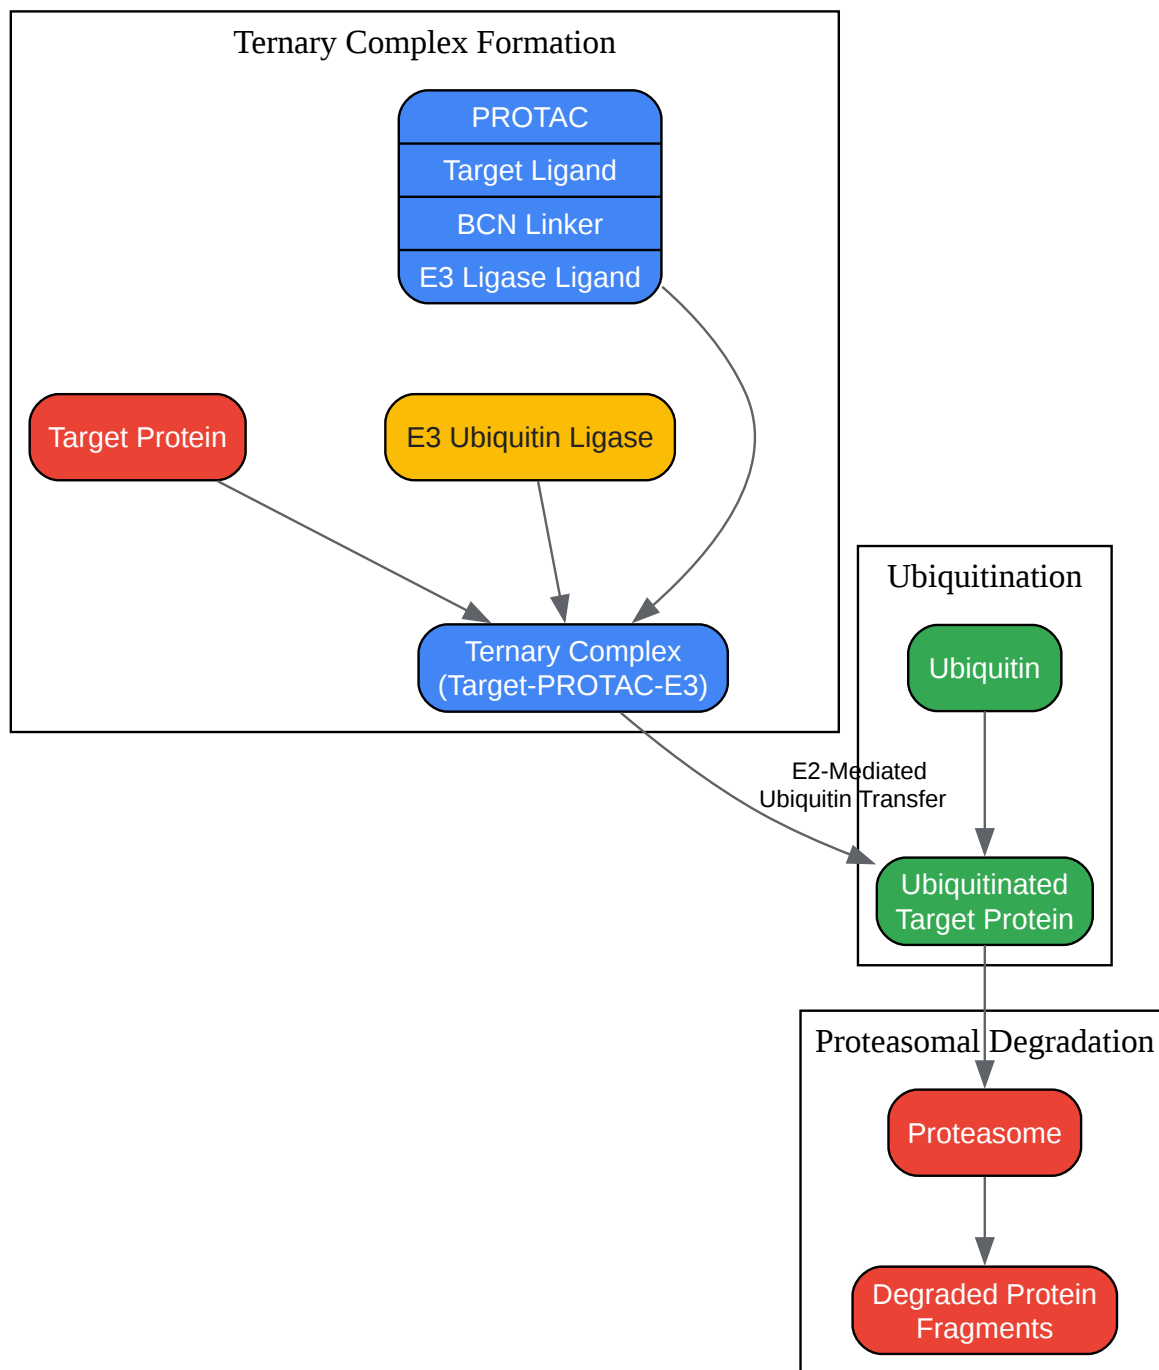 Ternary Complex Formation
PROTAC
Target Ligand
BCN Linker
E3 Ligase Ligand
Target Protein
E3 Ubiquitin Ligase
Ternary Complex
(Target-PROTAC-E3)
Ubiquitination
Ubiquitin
E2-Mediated
Ubiquitin Transfer
Ubiquitinated
Target Protein
Proteasomal Degradation
Proteasome
Degraded Protein
Fragments